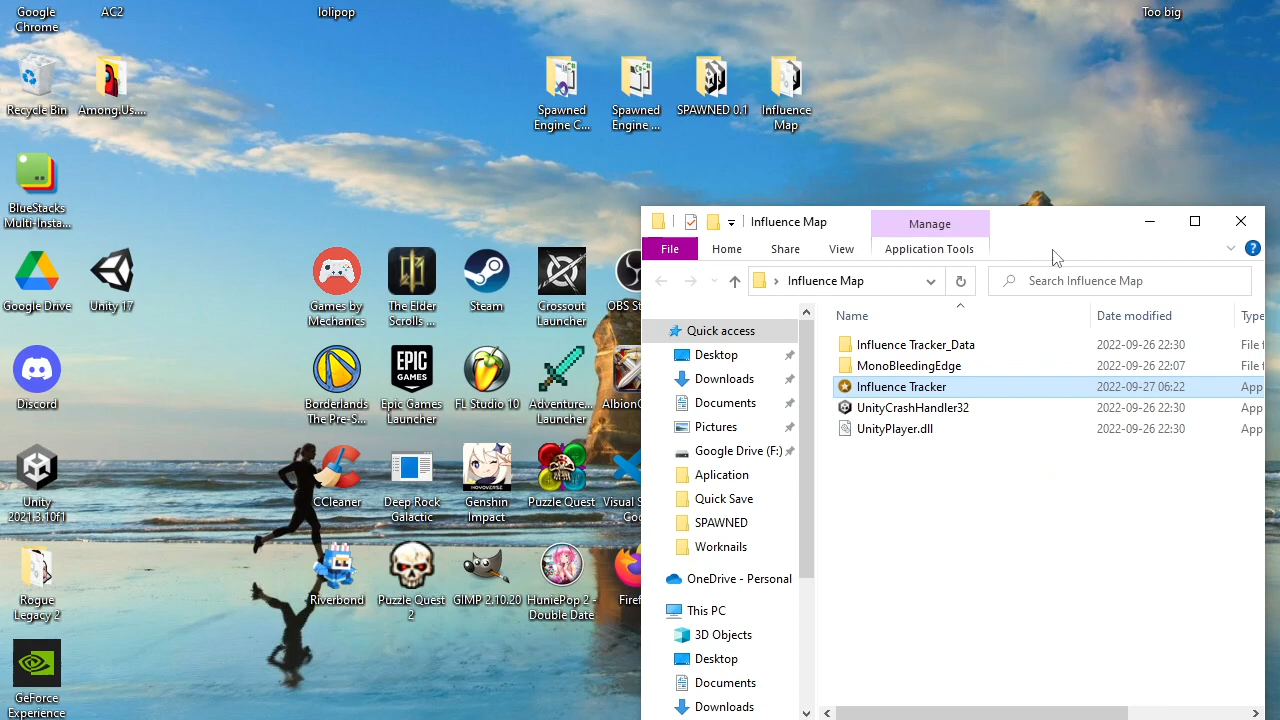 Google
Chrome
AC2
lolipop
Too big
Recycle Bin
Among.Us....
Spawned
Engine C...
Spawned
Engine ...
SPAWNED 0.1
Influence
Map
BlueStacks
Multi-Insta...
Google Drive
Unity 17
Games by
Mechanics
The Elder
Scrolls ...
Steam
Crossout
Launcher
OBS St
Discord
Borderlands
The Pre-S...
EPIC
GAMES
Epic Games
Launcher
FL Studio 10
Adventure...
Launcher
AlbionO
Unity
2021.3.10f1
CCleaner
Deep Rock
Galactic
HOYOVERSE
Genshin
Impact
Puzzle Quest
Visual S
Coc
Rogue
Legacy 2
Riverbond
Puzzle Quest
2
GIMP 2.10.20
HuniePop 2 -
Double Date
Firef
GeForce
Experience
Influence Map
Manage
File
Home
Share
View
Application Tools
Influence Map
Search Influence Map
Name
Date modified
Type
Quick access
Desktop
Downloads
Documents
Pictures
Google Drive (F:)
Aplication
Quick Save
SPAWNED
Worknails
OneDrive - Personal
This PC
3D Objects
Desktop
Documents
Downloads
Influence Tracker_Data 2022-09-26 22:30 File f
MonoBleedingEdge 2022-09-26 22:07 File f
Influence Tracker 2022-09-27 06:22 App
UnityCrashHandler32 2022-09-26 22:30 App
UnityPlayer.dll 2022-09-26 22:30 App